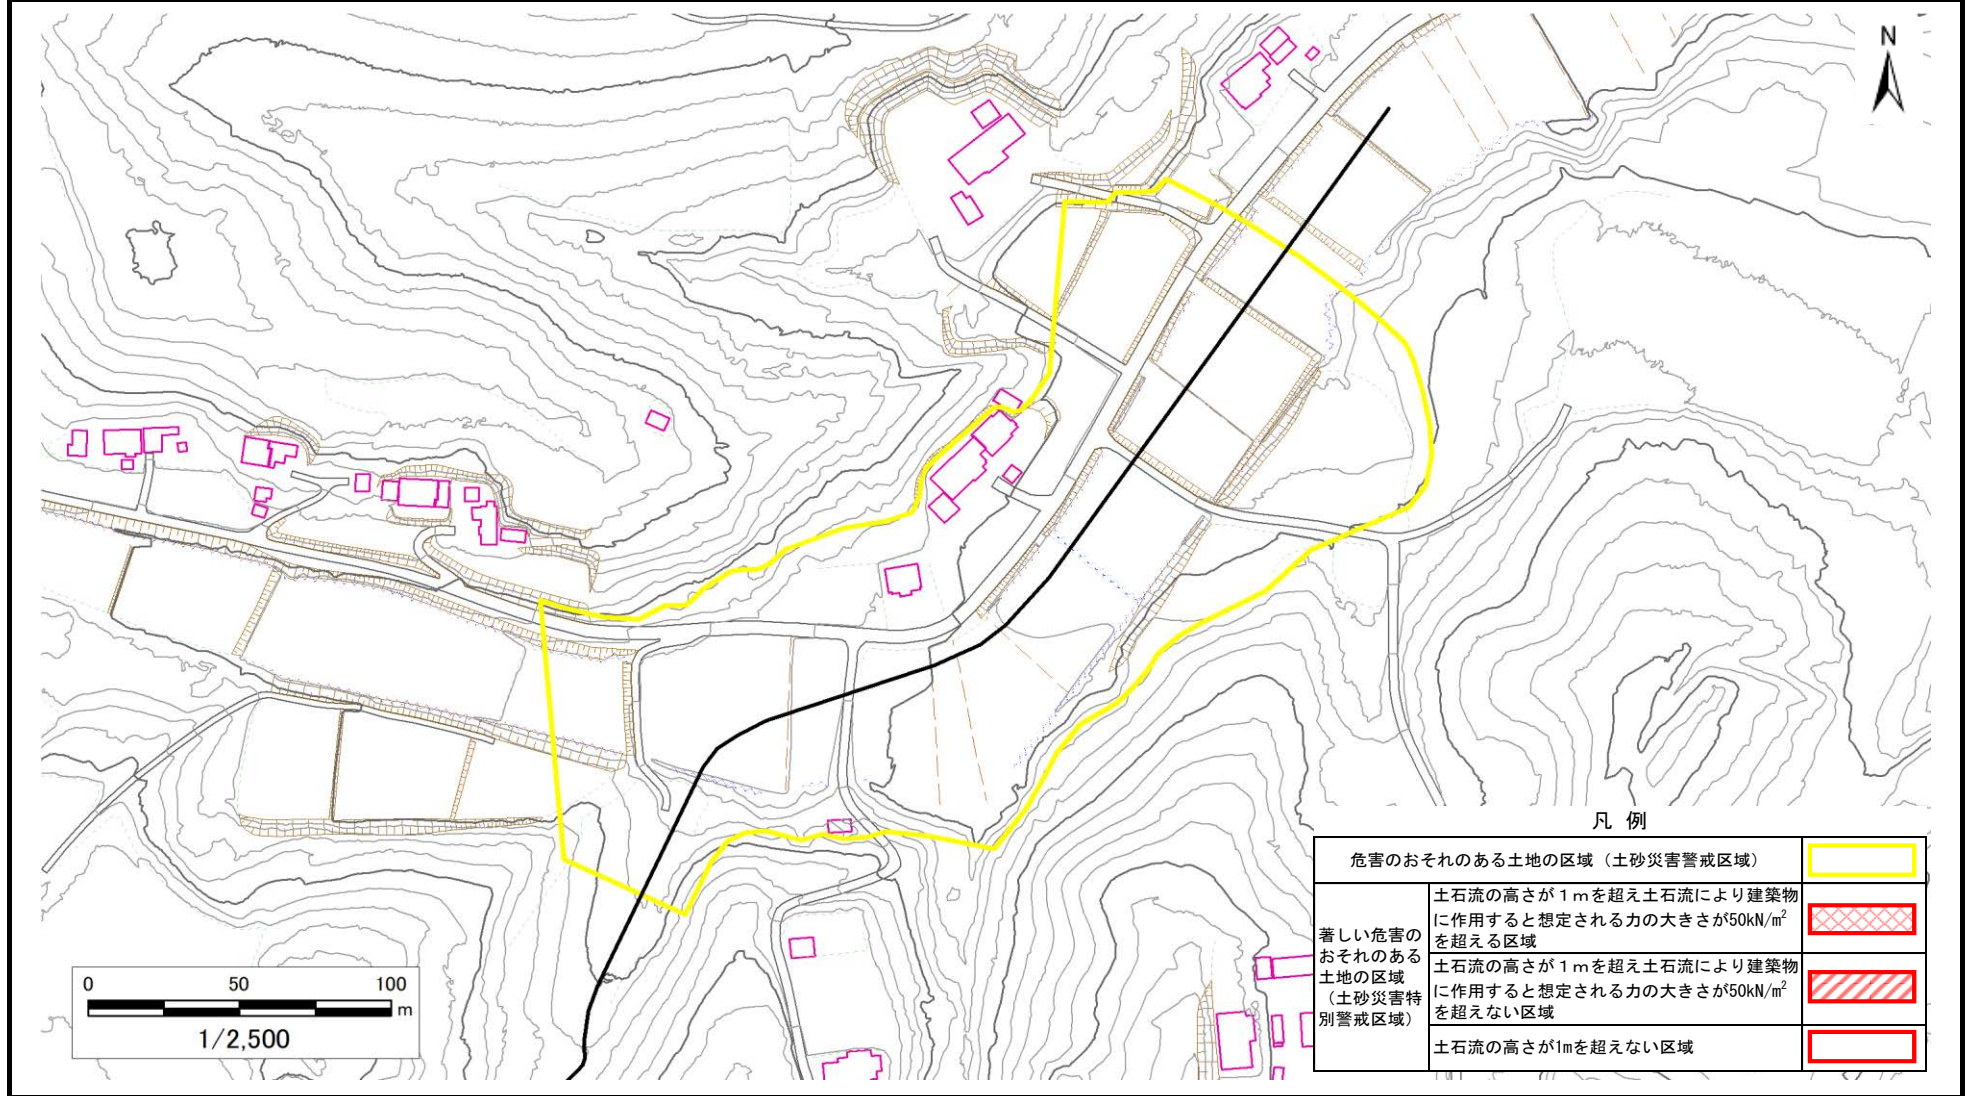 N
凡 例
危害のおそれのある土地の区域（土砂災害警戒区域）
著しい危害の
おそれのある
土地の区域
（土砂災害特
別警戒区域）
土石流の高さが１ｍを超え土石流により建築物
に作用すると想定される力の大きさが50kN/㎡
を超える区域
土石流の高さが１ｍを超え土石流により建築物
に作用すると想定される力の大きさが50kN/㎡
を超えない区域
土石流の高さが1mを超えない区域
0 50 100
m
1/2,500